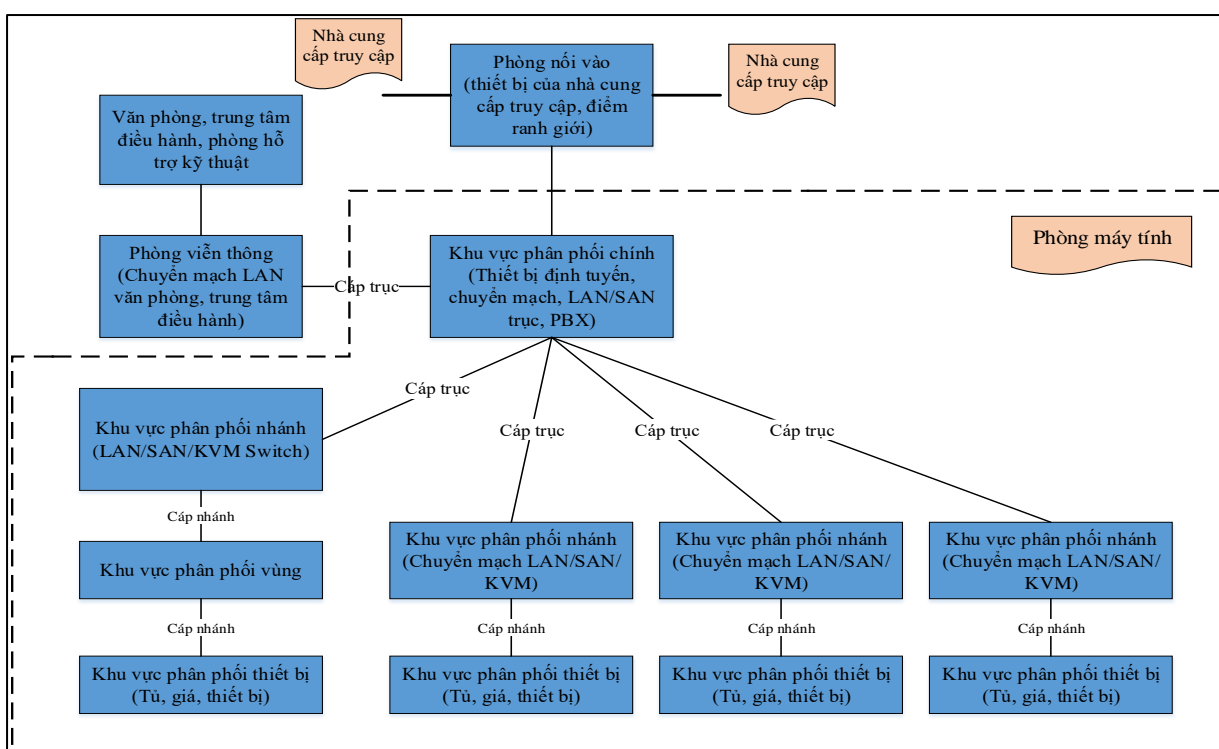 Nhà cung
cấp truy cập
Phòng nối vào
(thiết bị của nhà cung
cấp truy cập, điểm
ranh giới)
Nhà cung
cấp truy cập
Văn phòng, trung tâm
điều hành, phòng hỗ
trợ kỹ thuật
Phòng viễn thông
(Chuyển mạch LAN
văn phòng, trung tâm
điều hành)
Cáp trục
Khu vực phân phối chính
(Thiết bị định tuyến,
chuyển mạch, LAN/SAN
trục, PBX)
Phòng máy tính
Cáp trục
Cáp trục
Cáp trục
Cáp trục
Khu vực phân phối nhánh
(LAN/SAN/KVM Switch)
Cáp nhánh
Khu vực phân phối vùng
Khu vực phân phối nhánh
(Chuyển mạch LAN/SAN/
KVM)
Khu vực phân phối nhánh
(Chuyển mạch LAN/SAN/
KVM)
Khu vực phân phối nhánh
(Chuyển mạch LAN/SAN/
KVM)
Cáp nhánh
Cáp nhánh
Cáp nhánh
Cáp nhánh
Khu vực phân phối thiết bị
(Tủ, giá, thiết bị)
Khu vực phân phối thiết bị
(Tủ, giá, thiết bị)
Khu vực phân phối thiết bị
(Tủ, giá, thiết bị)
Khu vực phân phối thiết bị
(Tủ, giá, thiết bị)